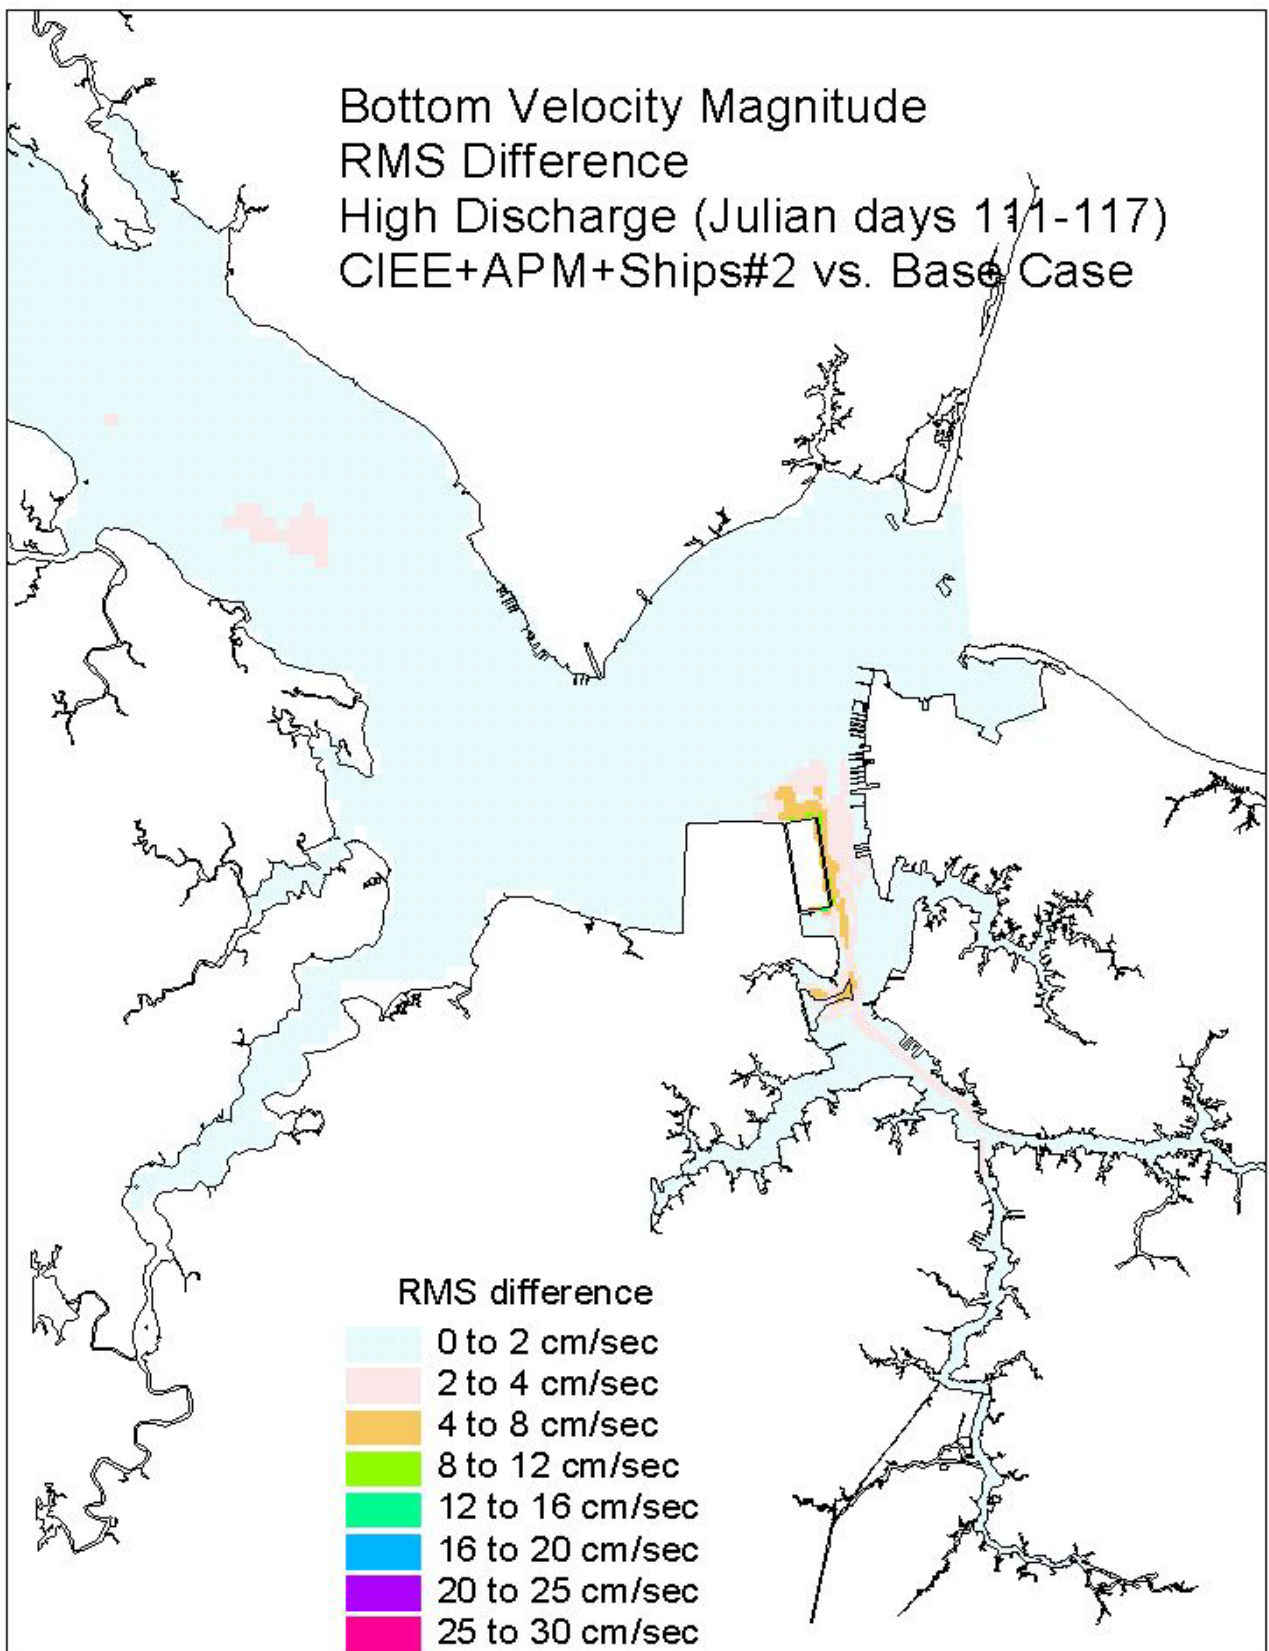 Bottom Velocity Magnitude
RMS Difference
High Discharge (Julian days 111-117)
CIEE+APM+Ships#2 vs. Base Case
RMS difference
0 to 2 cm/sec
2 to 4 cm/sec
4 to 8 cm/sec
8 to 12 cm/sec
12 to 16 cm/sec
16 to 20 cm/sec
20 to 25 cm/sec
25 to 30 cm/sec